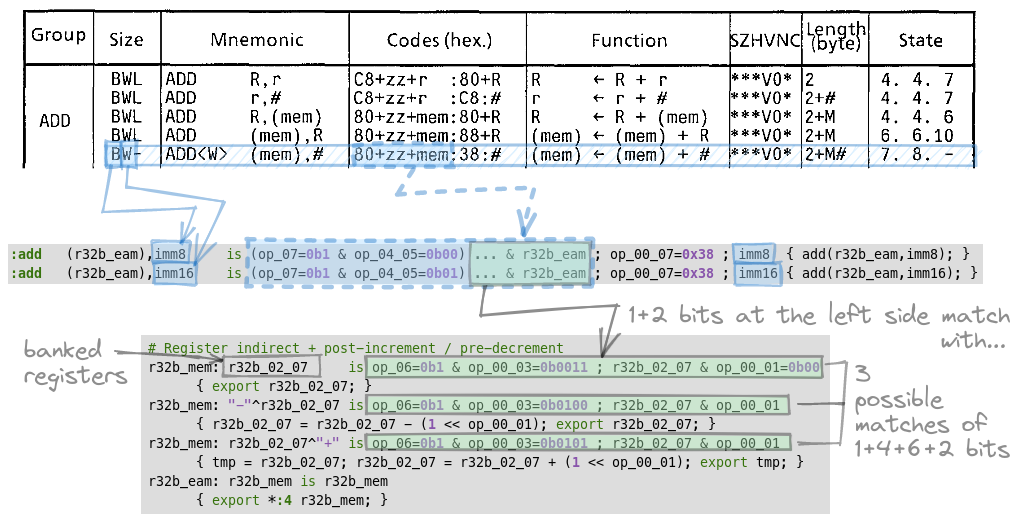 Group Size Mnemonic Codes (hex.) Function SZHVNC Length (byte) State
BWL ADD R,r C8+zz+r :80+R R ← R + r ***V0* 2 4. 4. 7
BWL ADD r,# C8+zz+r :C8:# r ← r + # ***V0* 2+# 4. 4. 7
ADD BWL ADD R,(mem) 80+zz+mem:80+R R ← R + (mem) ***V0* 2+M 4. 4. 6
BWL ADD (mem),R 80+zz+mem:88+R (mem) ← (mem) + R ***V0* 2+M 6. 6.10
BW- ADD<W> (mem),# 80+zz+mem:38:# (mem) ← (mem) + # ***V0* 2+M# 7. 8. -
:add (r32b_eam),imm8 is (op_07=0b1 & op_04_05=0b00) ... & r32b_eam ; op_00_07=0x38 ; imm8 { add(r32b_eam,imm8); }
:add (r32b_eam),imm16 is (op_07=0b1 & op_04_05=0b01) ... & r32b_eam ; op_00_07=0x38 ; imm16 { add(r32b_eam,imm16); }
1+2 bits at the left side match
with...
banked
registers
# Register indirect + post-increment / pre-decrement
r32b_mem: r32b_02_07 is op_06=0b1 & op_00_03=0b0011 ; r32b_02_07 & op_00_01=0b00
{ export r32b_02_07; }
r32b_mem: "-"^r32b_02_07 is op_06=0b1 & op_00_03=0b0100 ; r32b_02_07 & op_00_01
{ r32b_02_07 = r32b_02_07 - (1 << op_00_01); export r32b_02_07; }
r32b_mem: r32b_02_07^"+" is op_06=0b1 & op_00_03=0b0101 ; r32b_02_07 & op_00_01
{ tmp = r32b_02_07; r32b_02_07 = r32b_02_07 + (1 << op_00_01); export tmp; }
r32b_eam: r32b_mem is r32b_mem
{ export *:4 r32b_mem; }
3
possible
matches of
1+4+6+2 bits